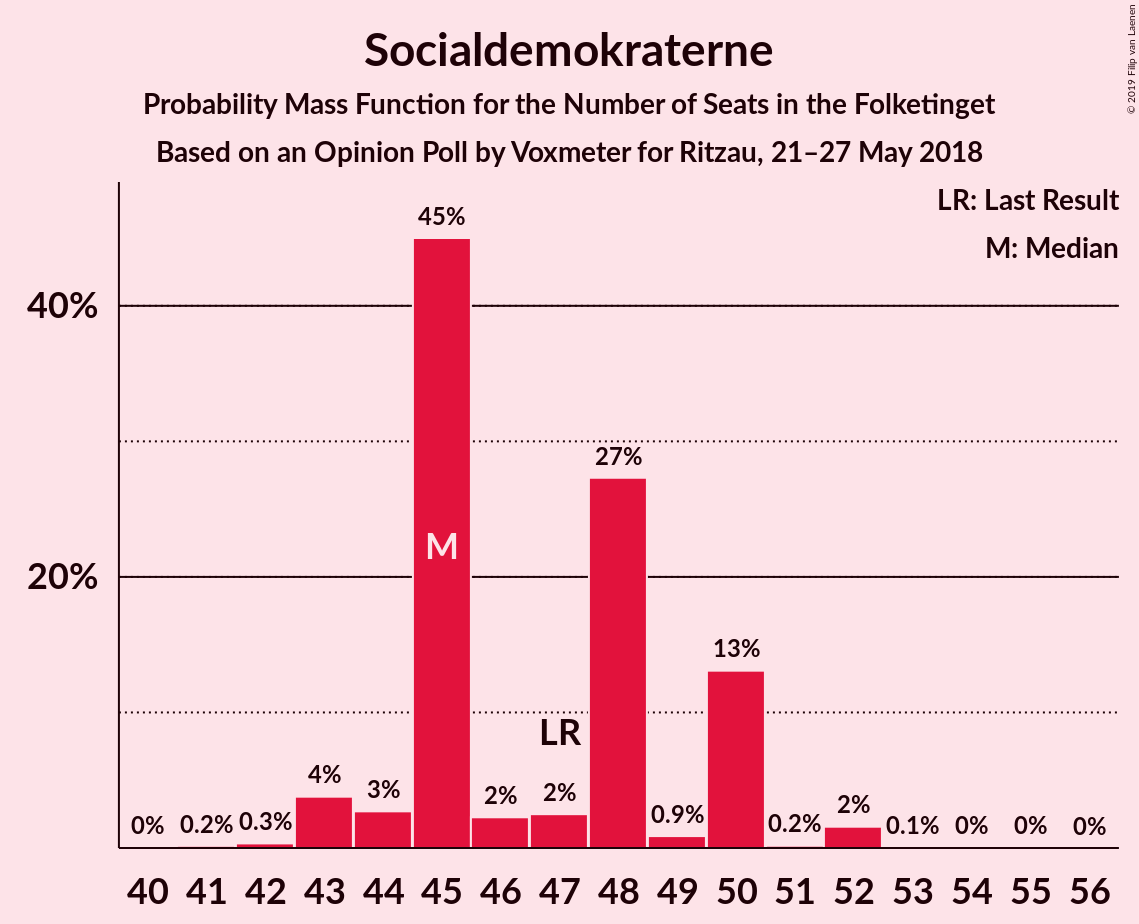 Socialdemokraterne
Probability Mass Function for the Number of Seats in the Folketinget
Based on an Opinion Poll by Voxmeter for Ritzau, 21–27 May 2018
© 2019 Filip van Laenen
LR: Last Result
M: Median
40%
20%
0%
0.2%
0.3%
4%
3%
45%
M
2%
LR
2%
27%
0.9%
13%
0.2%
2%
0.1%
0%
0%
0%
40 41 42 43 44 45 46 47 48 49 50 51 52 53 54 55 56